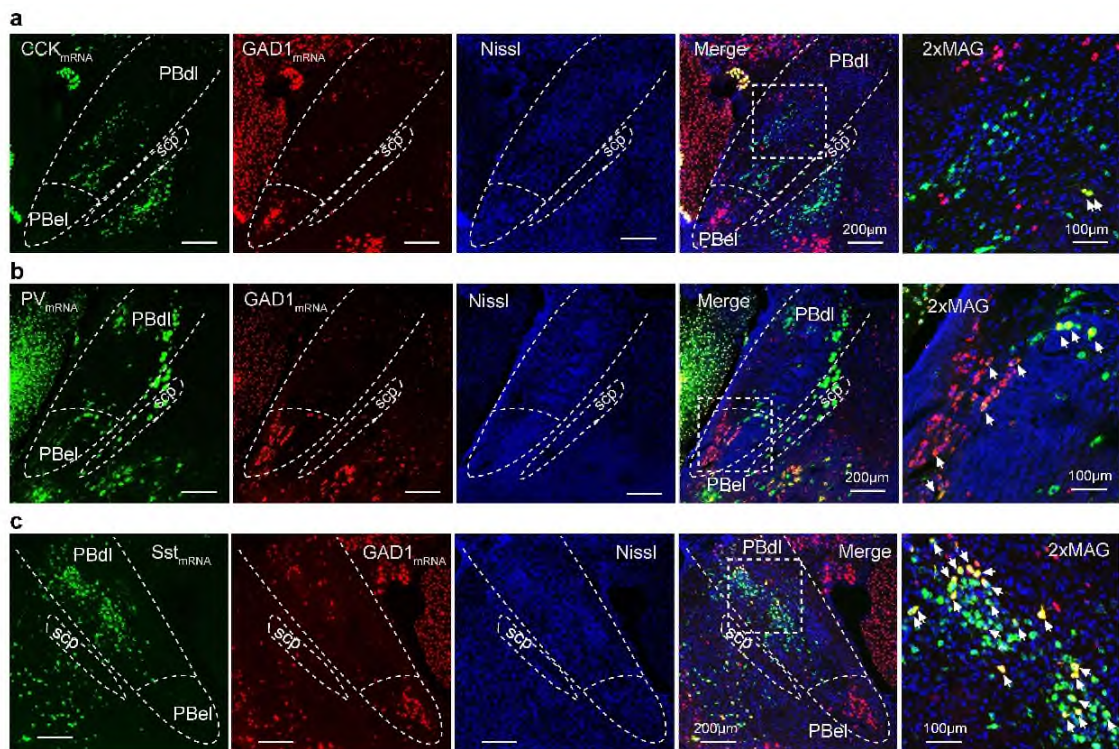 a
CCKmRNA
PBdl
scp
PBel
GAD1mRNA
scp
Nissl
scp
Merge
PBdl
scp
PBel
200μm
2xMAG
100μm
b
PVmRNA
PBdl
scp
PBel
GAD1mRNA
scp
Nissl
scp
Merge
PBdl
scp
PBel
200μm
2xMAG
100μm
c
PBdl
SstmRNA
scp
PBel
GAD1mRNA
scp
Nissl
scp
PBdl
Merge
scp
200μm
PBel
2xMAG
100μm